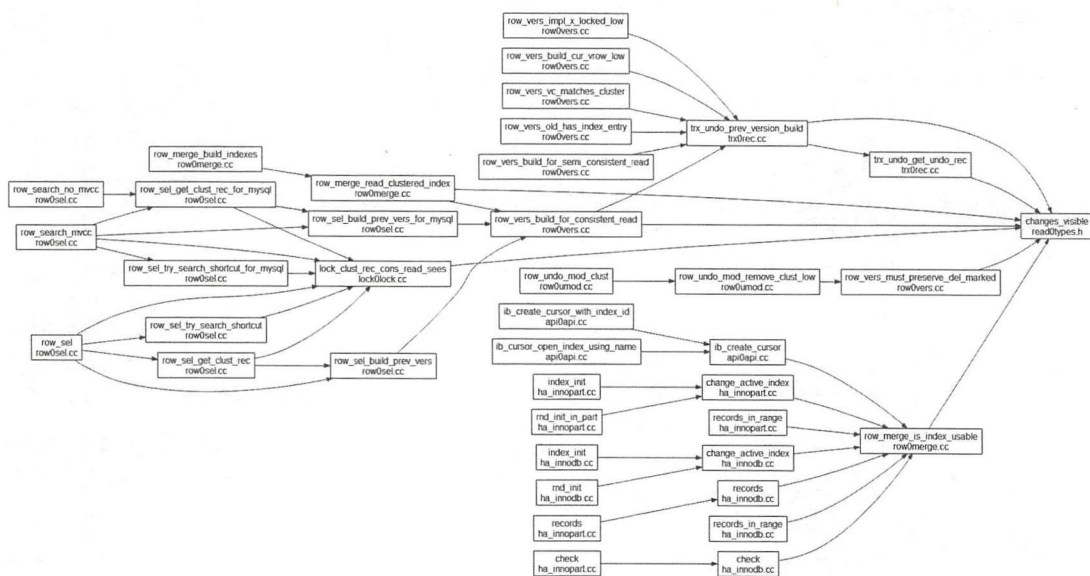 row_vers_impl_x_locked_low
row0vers.cc
row_vers_build_cur_vrow_low
row0vers.cc
row_vers_vc_matches_cluster
row0vers.cc
row_vers_old_has_index_entry
row0vers.cc
trx_undo_prev_version_build
trx0rec.cc
row_merge_build_indexes
row0merge.cc
row_vers_build_for_semi_consistent_read
row0vers.cc
trx_undo_get_undo_rec
trx0rec.cc
row_search_no_mvcc
row0sel.cc
row_sel_get_clust_rec_for_mysql
row0sel.cc
row_merge_read_clustered_index
row0merge.cc
row_search_mvcc
row0sel.cc
row_sel_build_prev_vers_for_mysql
row0sel.cc
row_vers_build_for_consistent_read
row0vers.cc
changes_visible
read0types.h
row_sel_try_search_shortcut_for_mysql
row0sel.cc
lock_clust_rec_cons_read_sees
lock0lock.cc
row_undo_mod_clust
row0umod.cc
row_undo_mod_remove_clust_low
row0umod.cc
row_vers_must_preserve_del_marked
row0vers.cc
row_sel_try_search_shortcut
row0sel.cc
ib_create_cursor_with_index_id
api0api.cc
row_sel
row0sel.cc
row_sel_get_clust_rec
row0sel.cc
row_sel_build_prev_vers
row0sel.cc
ib_cursor_open_index_using_name
api0api.cc
ib_create_cursor
api0api.cc
index_init
ha_innopart.cc
change_active_index
ha_innopart.cc
rnd_init_in_part
ha_innopart.cc
records_in_range
ha_innopart.cc
row_merge_is_index_usable
row0merge.cc
index_init
ha_innodb.cc
change_active_index
ha_innodb.cc
rnd_init
ha_innodb.cc
records
ha_innodb.cc
records
ha_innopart.cc
records_in_range
ha_innodb.cc
check
ha_innopart.cc
check
ha_innodb.cc